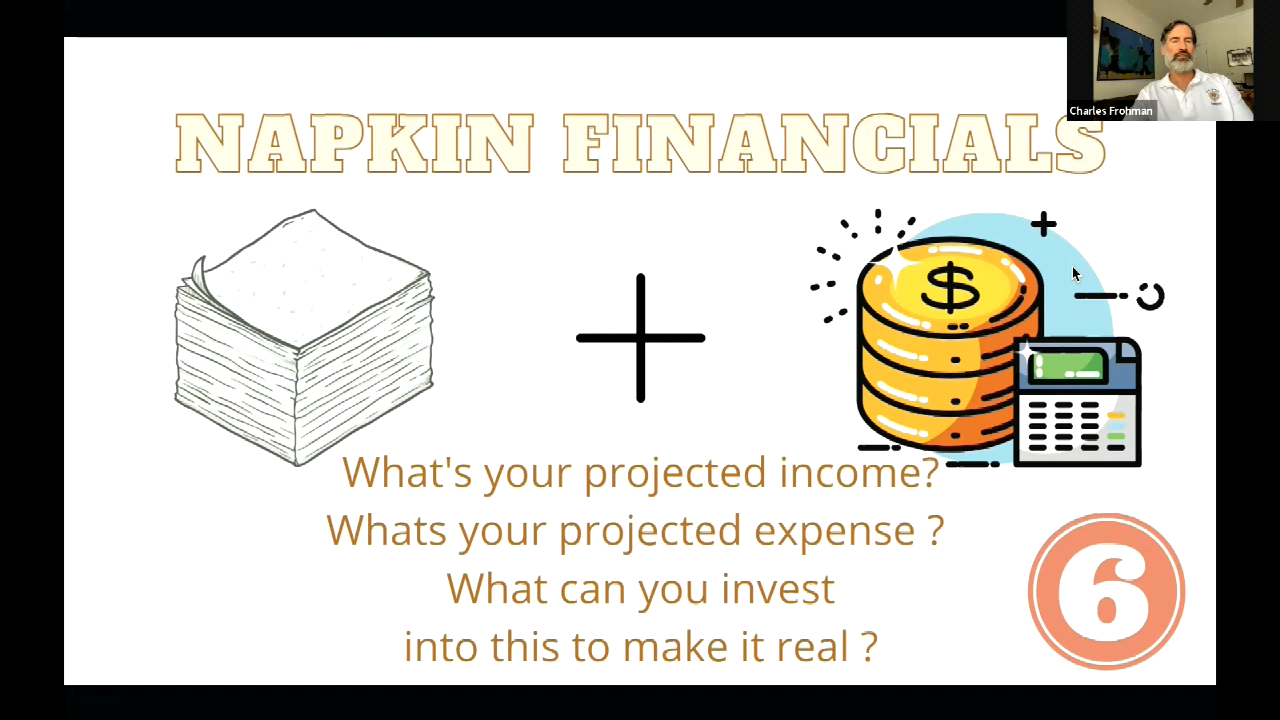 Charles Frohman
NAPKIN FINANCIALS
$
What's your projected income?
Whats your projected expense ?
What can you invest
into this to make it real ?
6